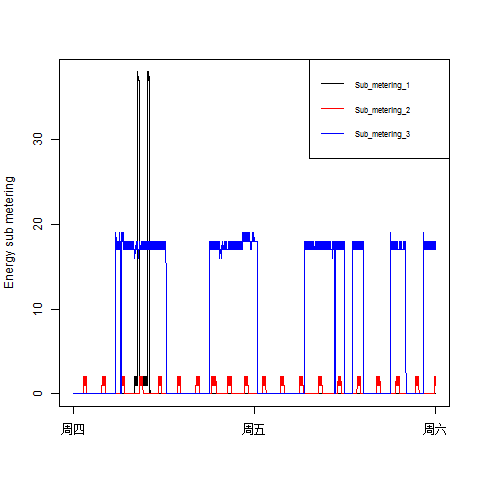 Sub_metering_1
Sub_metering_2
Sub_metering_3
Energy sub metering
30
20
10
0
周四
周五
周六